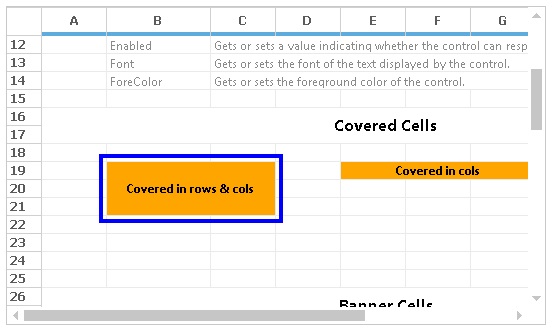 A B C D E F G
12 Enabled Gets or sets a value indicating whether the control can resp
13 Font Gets or sets the font of the text displayed by the control.
14 ForeColor Gets or sets the foreground color of the control.
15
16
Covered Cells
17
18
19 Covered in cols
20 Covered in rows & cols
21
22
23
24
25
26 Banner Cells